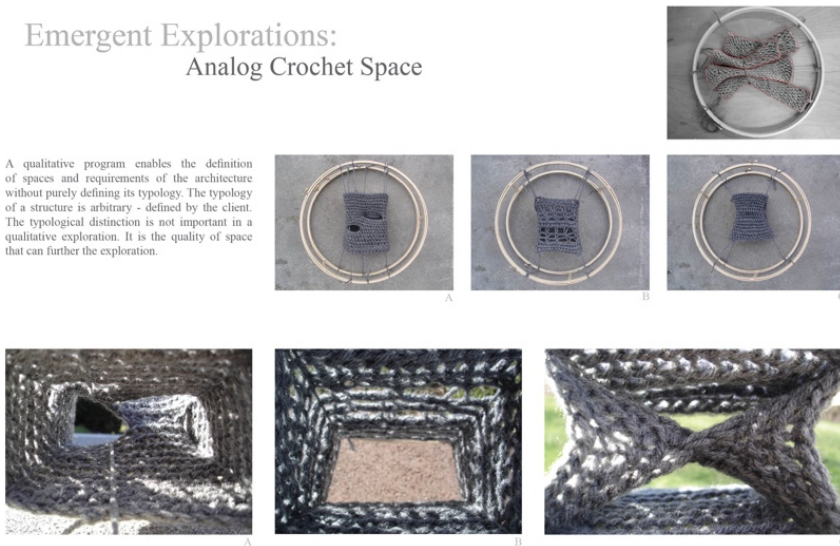 Emergent Explorations:
Analog Crochet Space
A qualitative program enables the definition
of spaces and requirements of the architecture
without purely defining its typology. The typology
of a structure is arbitrary - defined by the client.
The typological distinction is not important in a
qualitative exploration. It is the quality of space
that can further the exploration.
A
B
A
B